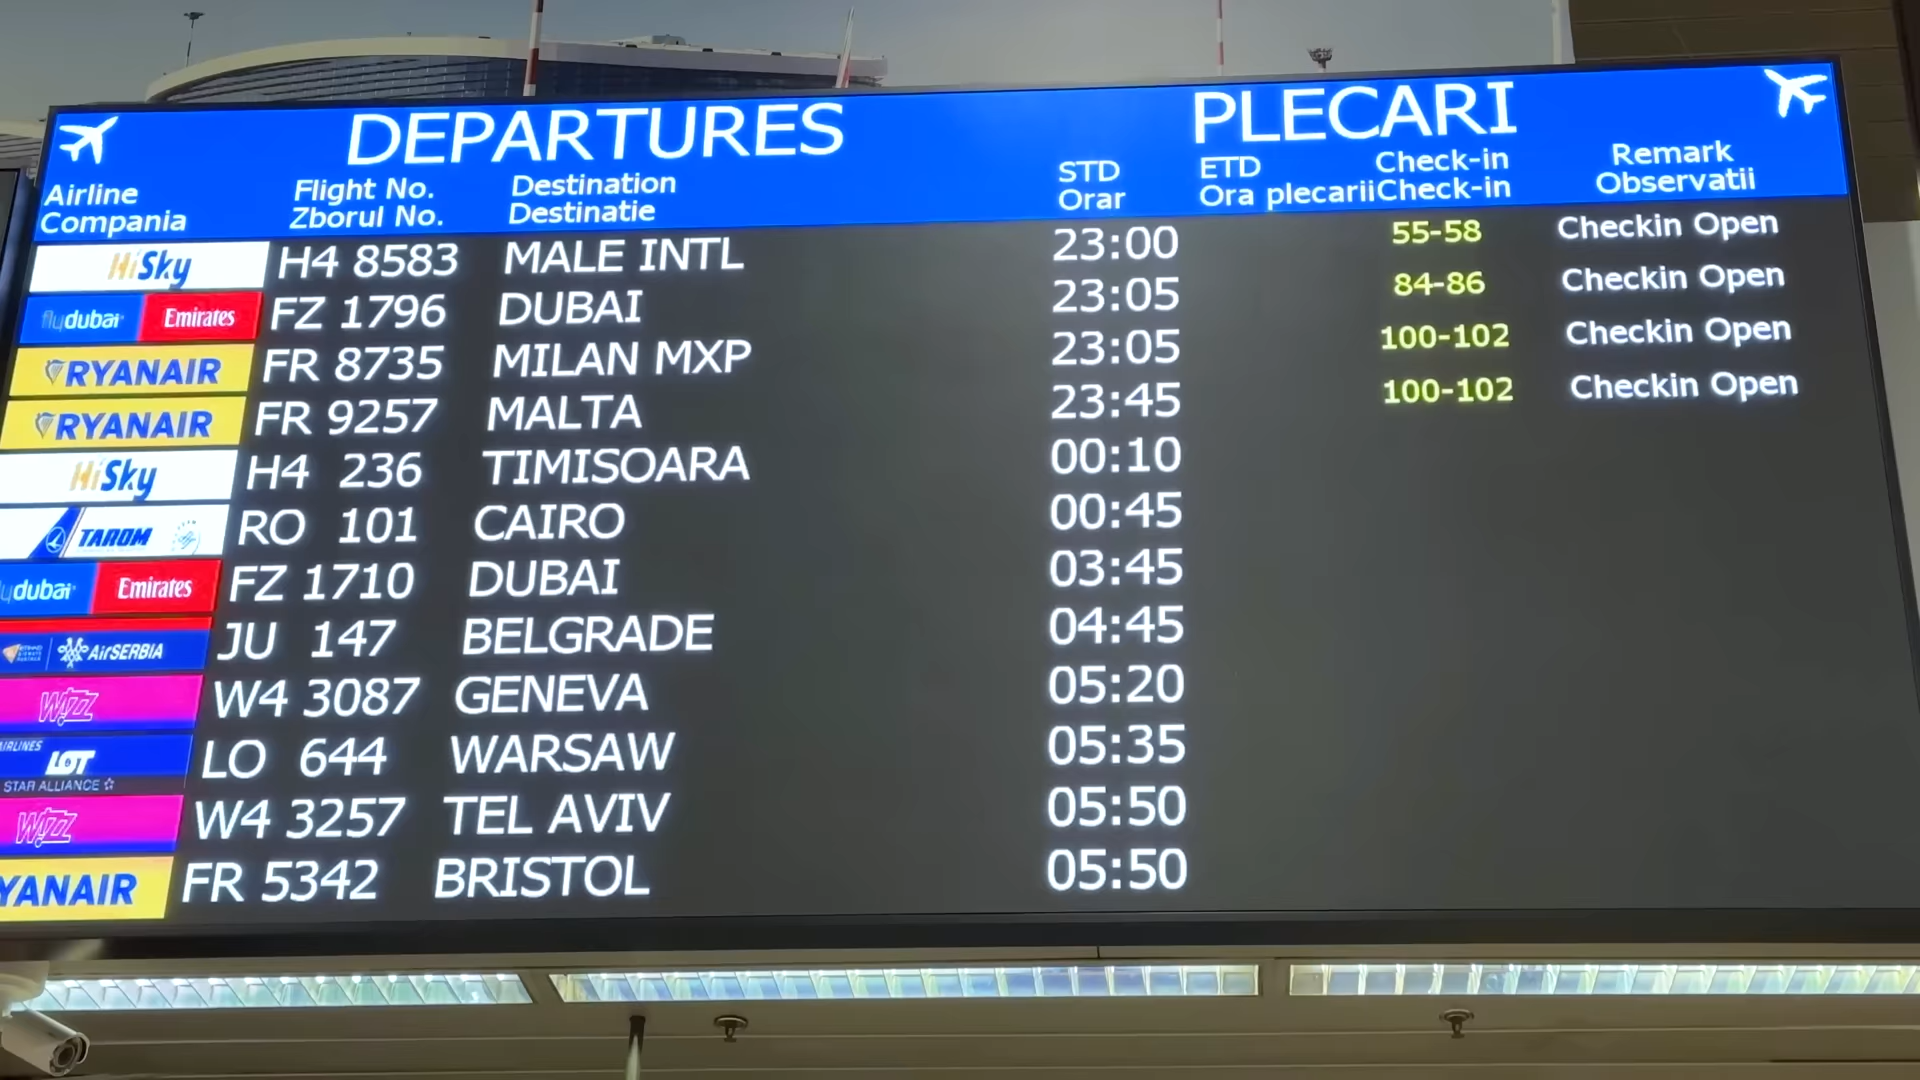 DEPARTURES PLECARI
Airline Flight No. Destination STD ETD Check-in Remark
Compania Zborul No. Destinatie Orar Ora plecarii Check-in Observatii
HiSky H4 8583 MALE INTL 23:00 55-58 Checkin Open
flydubai Emirates FZ 1796 DUBAI 23:05 84-86 Checkin Open
RYANAIR FR 8735 MILAN MXP 23:05 100-102 Checkin Open
RYANAIR FR 9257 MALTA 23:45 100-102 Checkin Open
HiSky H4 236 TIMISOARA 00:10
TAROM RO 101 CAIRO 00:45
ydubai Emirates FZ 1710 DUBAI 03:45
AirSERBIA JU 147 BELGRADE 04:45
Wizz W4 3087 GENEVA 05:20
AIRLINES LOT STAR ALLIANCE LO 644 WARSAW 05:35
Wizz W4 3257 TEL AVIV 05:50
YANAIR FR 5342 BRISTOL 05:50